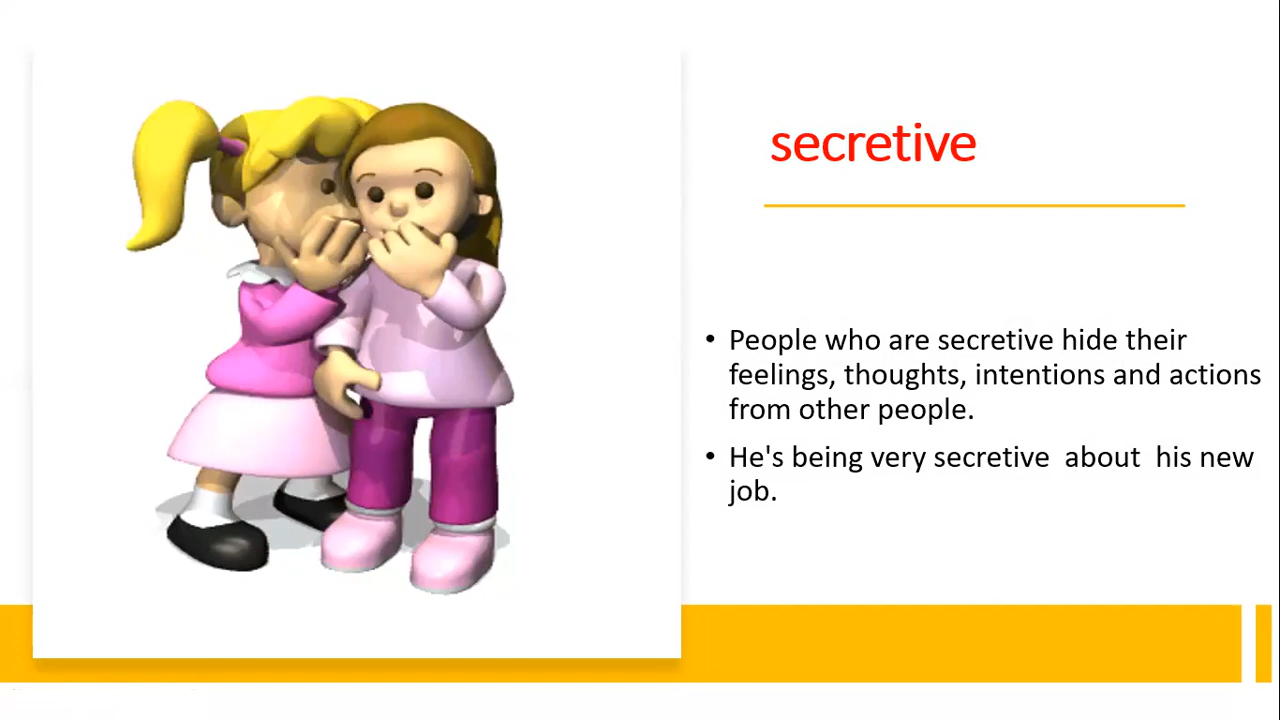 secretive
• People who are secretive hide their
feelings, thoughts, intentions and actions
from other people.
• He's being very secretive  about  his new
job.